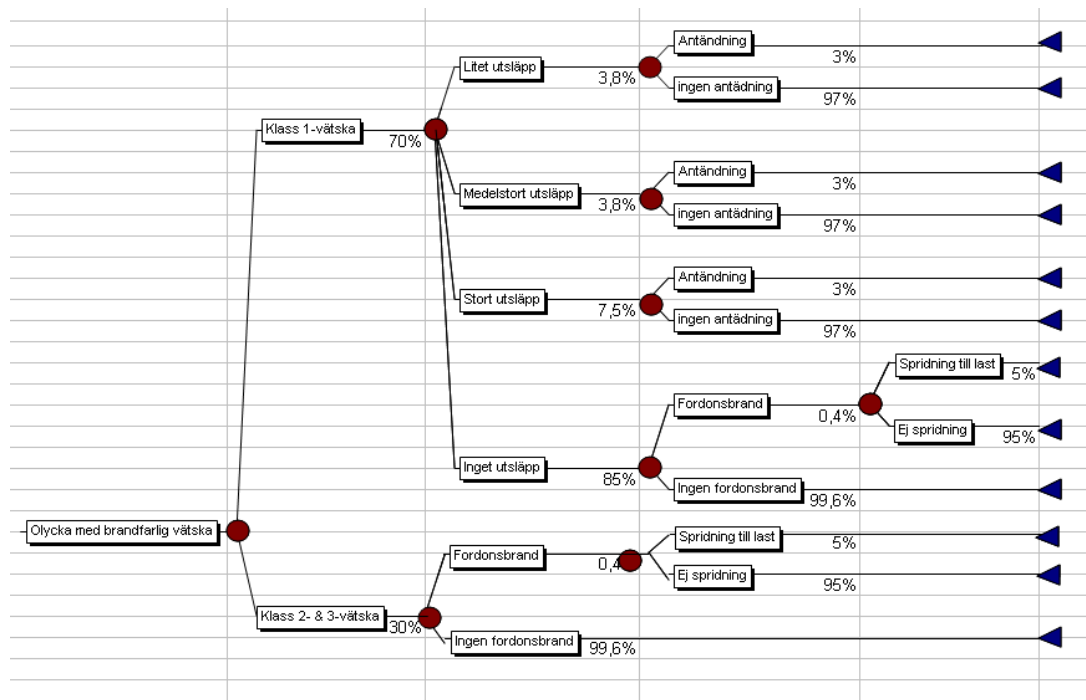 Antändning
3%
Litet utsläpp
3,8%
ingen antädning
97%
Klass 1-vätska
70%
Antändning
3%
Medelstort utsläpp
3,8%
ingen antädning
97%
Antändning
3%
Stort utsläpp
7,5%
ingen antädning
97%
Spridning till last
5%
Fordonsbrand
0,4%
Ej spridning
95%
Inget utsläpp
85%
Ingen fordonsbrand
99,6%
Olycka med brandfarlig vätska
Spridning till last
5%
Fordonsbrand
Ej spridning
95%
Klass 2- & 3-vätska
30%
Ingen fordonsbrand
99,6%